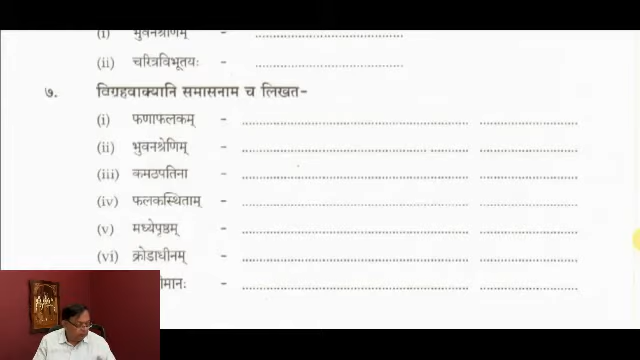 (i) भुवनश्रेणिम् - ........................................
(ii) चरित्रविभूतयः - ........................................
७. विग्रहवाक्यानि समासनाम च लिखत-
(i) फणाफलकम् - ........................................ ....................
(ii) भुवनश्रेणिम् - ........................................ ....................
(iii) कमठपतिना - ........................................ ....................
(iv) फलकस्थिताम् - ........................................ ....................
(v) मध्येपृष्ठम् - ........................................ ....................
(vi) क्रोडाधीनम् - ........................................ ....................
- ........................................ ....................